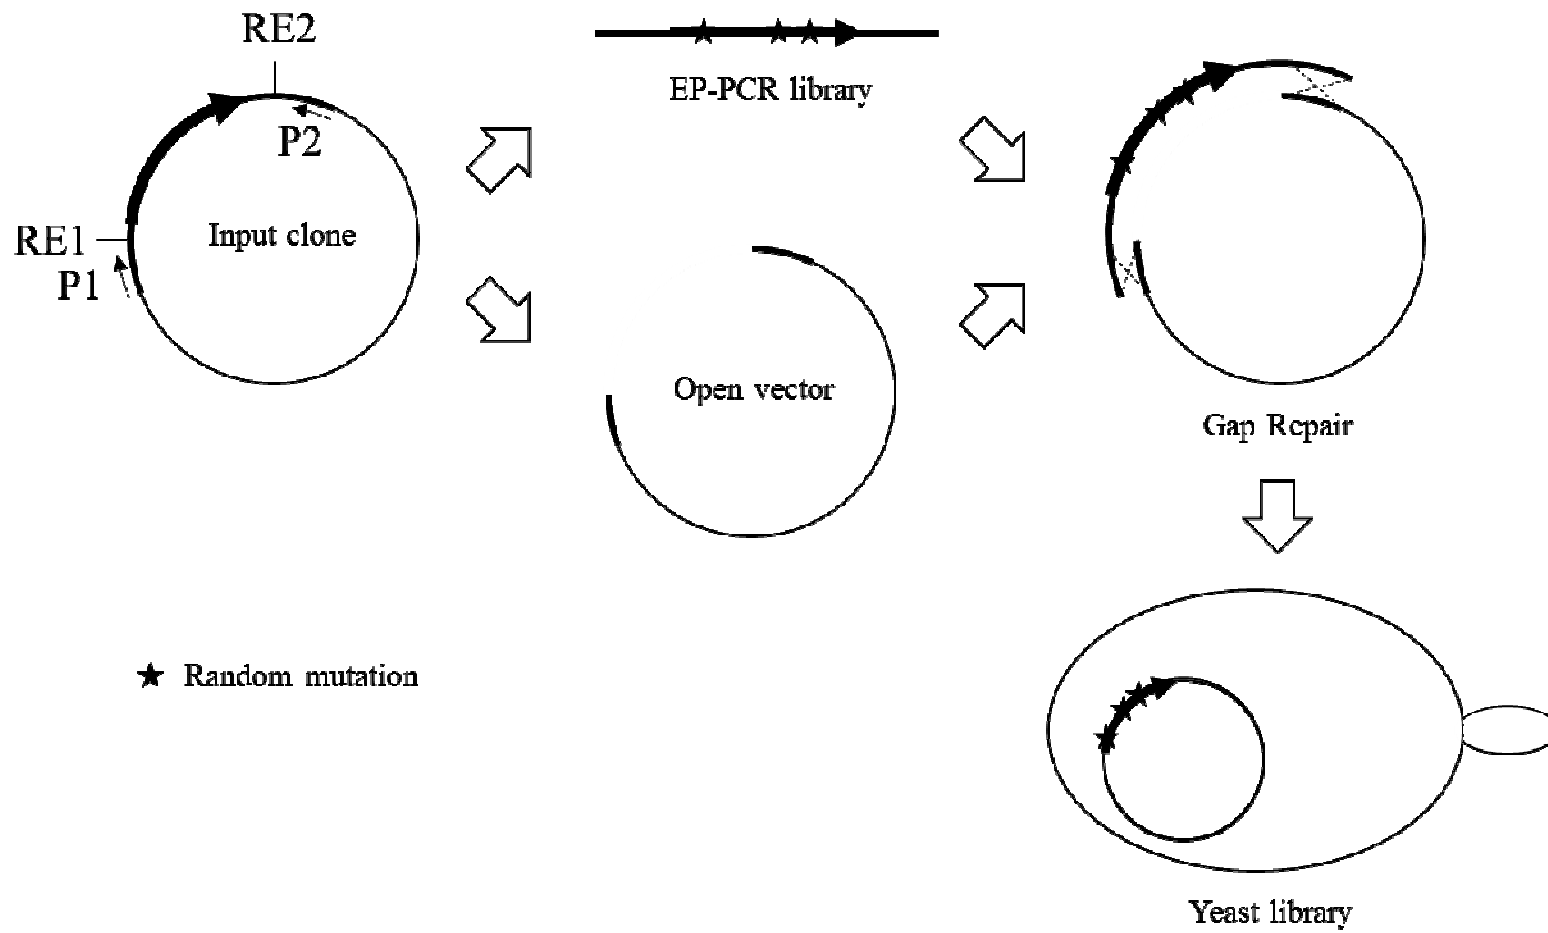 RE2
EP-PCR library
P2
RE1
Input clone
P1
Open vector
Gap Repair
Random mutation
Yeast library